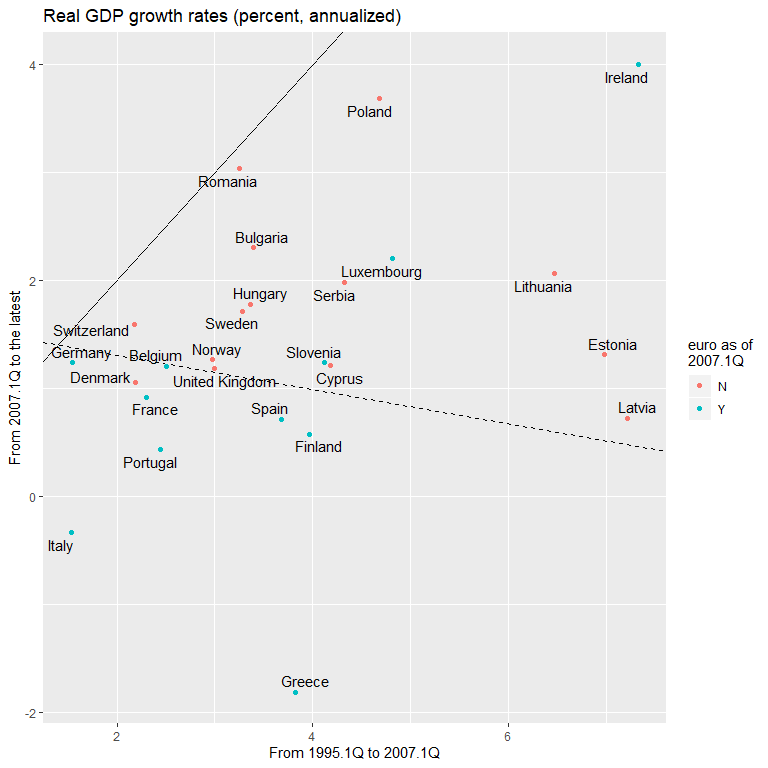 Real GDP growth rates (percent, annualized)
4
Ireland
Poland
Romania
Bulgaria
Luxembourg
2
Lithuania
Serbia
Hungary
Sweden
Switzerland
Estonia
Germany
Belgium
Norway
Slovenia
Denmark
United Kingdom
Cyprus
France
Spain
Latvia
Finland
Portugal
0
Italy
Greece
-2
2
4
6
From 1995.1Q to 2007.1Q
From 2007.1Q to the latest
euro as of
2007.1Q
N
Y